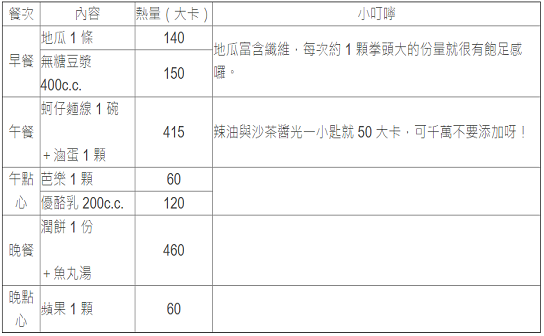 餐次 內容 熱量（大卡） 小叮嚀
早餐 地瓜 1 條 140 地瓜富含纖維，每次約 1 顆拳頭大的份量就很有飽足感囉。
無糖豆漿 400c.c. 150
午餐 蚵仔麵線 1 碗 ＋滷蛋 1 顆 415 辣油與沙茶醬光一小匙就 50 大卡，可千萬不要添加呀！
午點心 芭樂 1 顆 60
優酪乳 200c.c. 120
晚餐 潤餅 1 份 ＋魚丸湯 460
晚點心 蘋果 1 顆 60